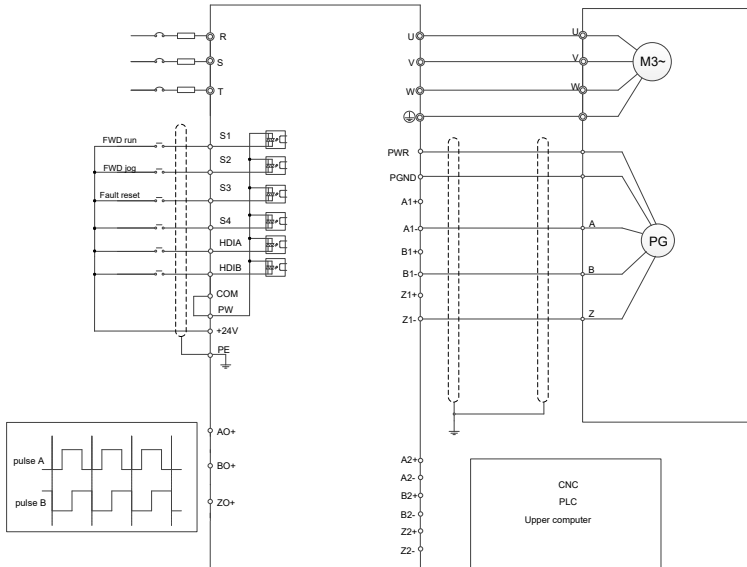 R
S
T
FWD run
S1
FWD jog
S2
Fault reset
S3
S4
HDIA
HDIB
COM
PW
+24V
PE
AO+
BO+
ZO+
pulse A
pulse B
U
V
W
PWR
PGND
A1+
A1-
B1+
B1-
Z1+
Z1-
A2+
A2-
B2+
B2-
Z2+
Z2-
U
V
W
M3~
A
B
Z
PG
CNC
PLC
Upper computer